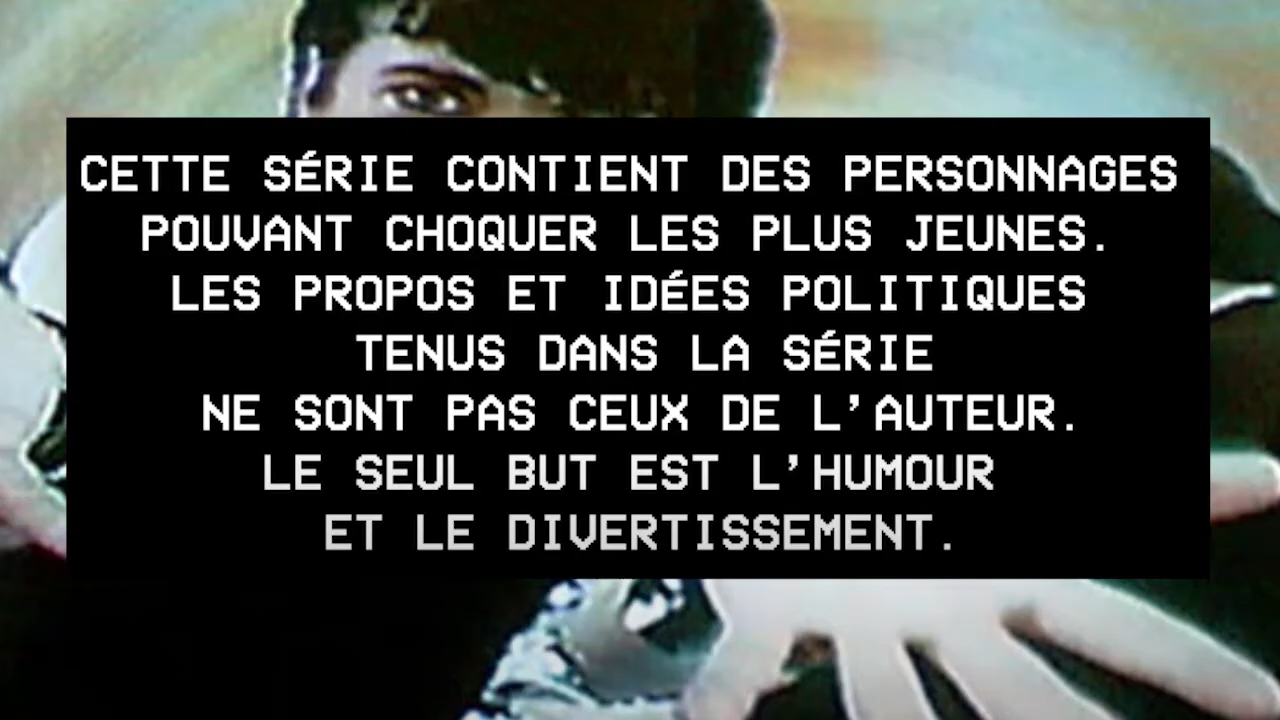 CETTE SÉRIE CONTIENT DES PERSONNAGES
POUVANT CHOQUER LES PLUS JEUNES.
LES PROPOS ET IDÉES POLITIQUES
TENUS DANS LA SÉRIE
NE SONT PAS CEUX DE L'AUTEUR.
LE SEUL BUT EST L'HUMOUR
ET LE DIVERTISSEMENT.